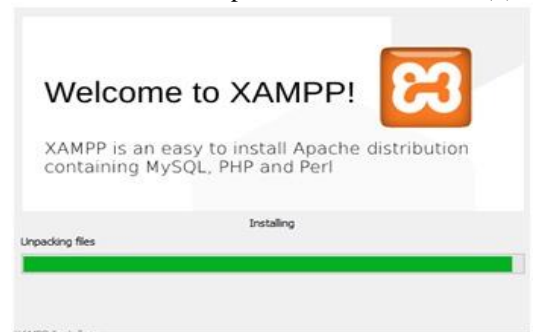 Welcome to XAMPP!
XAMPP is an easy to install Apache distribution
containing MySQL, PHP and Perl
Installing
Unpacking files